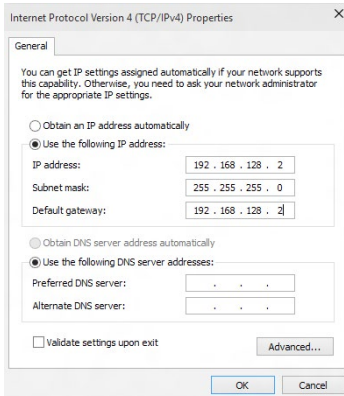 Internet Protocol Version 4 (TCP/IPv4) Properties
General
You can get IP settings assigned automatically if your network supports
this capability. Otherwise, you need to ask your network administrator
for the appropriate IP settings.
Obtain an IP address automatically
Use the following IP address:
IP address: 192 . 168 . 128 . 2
Subnet mask: 255 . 255 . 255 . 0
Default gateway: 192 . 168 . 128 . 2
Obtain DNS server address automatically
Use the following DNS server addresses:
Preferred DNS server: . . .
Alternate DNS server: . . .
Validate settings upon exit
Advanced...
OK Cancel